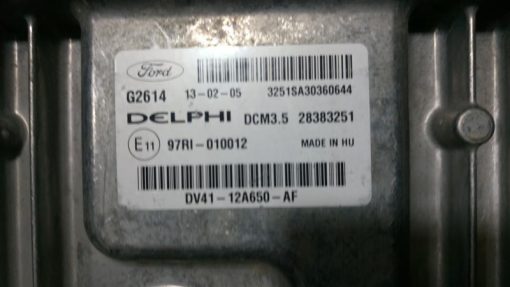 Ford
G2614 13-02-05 3251SA30360644
DELPHI DCM3.5 28383251
E11 97RI-010012 MADE IN HU
DV41-12A650-AF